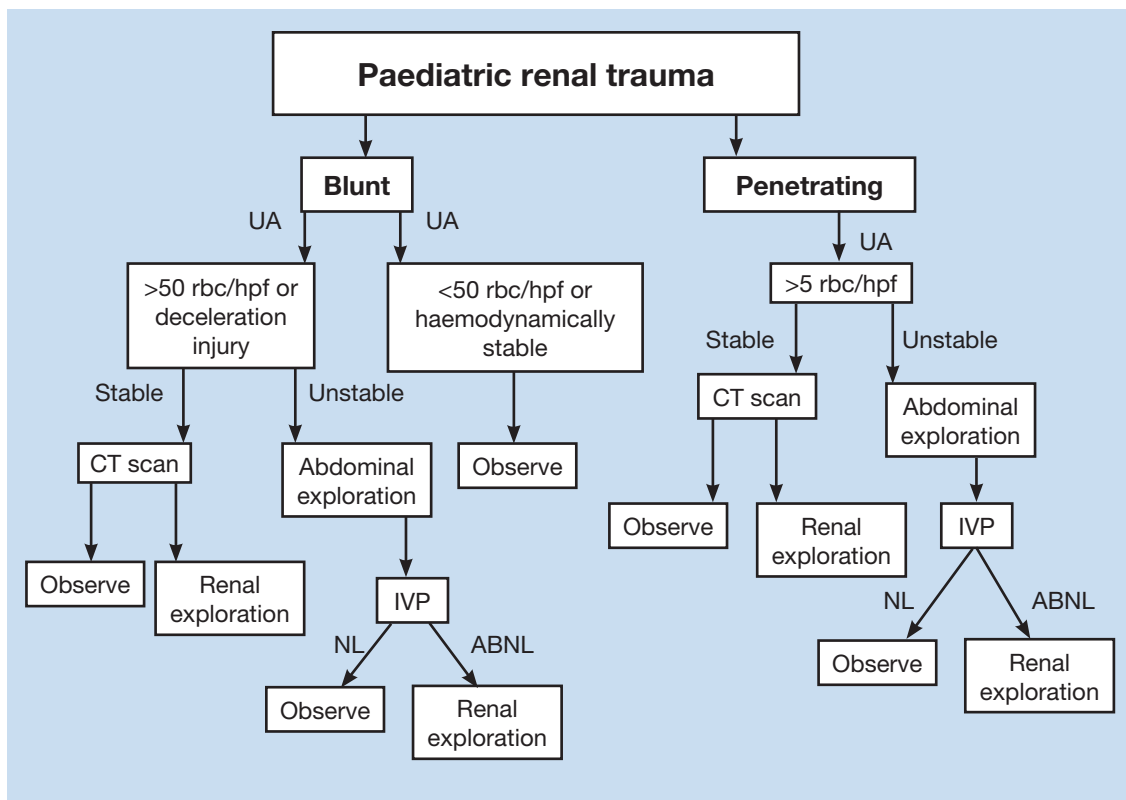 Paediatric renal trauma
Blunt
Penetrating
UA
UA
UA
>50 rbc/hpf or
deceleration
injury
<50 rbc/hpf or
haemodynamically
stable
>5 rbc/hpf
Stable
Unstable
Stable
Unstable
CT scan
Abdominal
exploration
Observe
CT scan
Abdominal
exploration
Observe
Renal
exploration
IVP
NL
ABNL
Observe
Renal
exploration
Observe
Renal
exploration
IVP
NL
ABNL
Observe
Renal
exploration